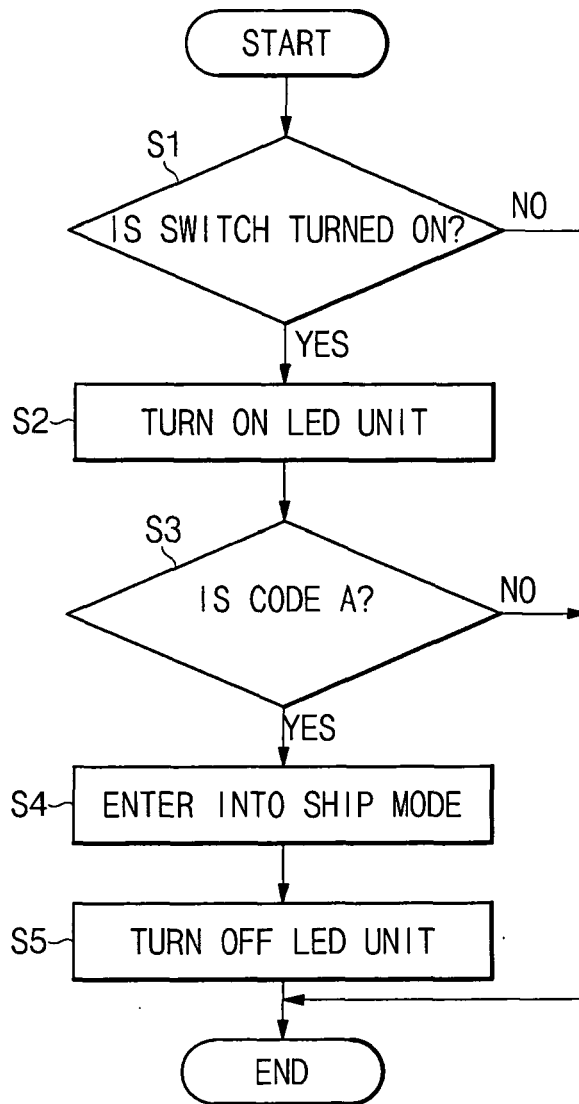 START
S1
IS SWITCH TURNED ON?
NO
YES
S2
TURN ON LED UNIT
S3
IS CODE A?
NO
YES
S4
ENTER INTO SHIP MODE
S5
TURN OFF LED UNIT
END